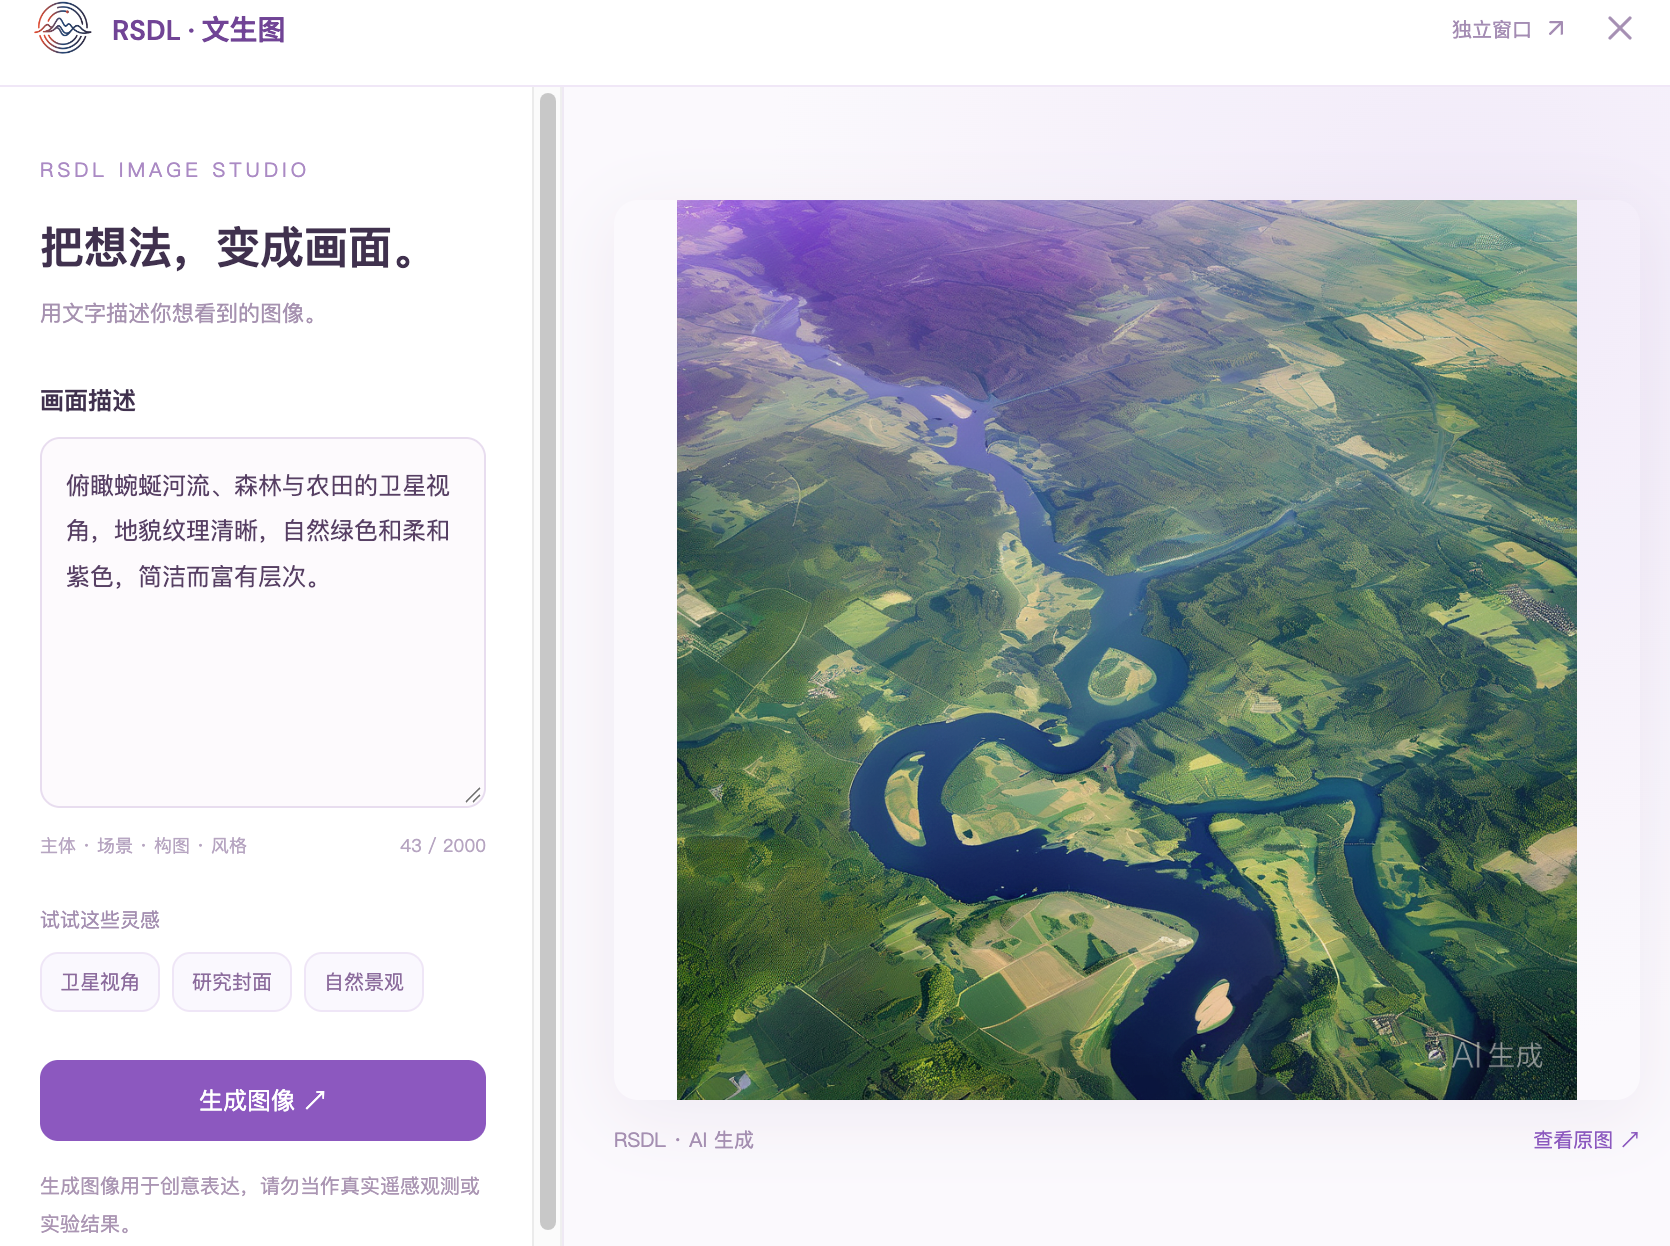 RSDL · 文生图
独立窗口 ↗
RSDL IMAGE STUDIO
把想法，变成画面。
用文字描述你想看到的图像。
画面描述
俯瞰蜿蜒河流、森林与农田的卫星视
角，地貌纹理清晰，自然绿色和柔和
紫色，简洁而富有层次。
主体 · 场景 · 构图 · 风格
43 / 2000
试试这些灵感
卫星视角
研究封面
自然景观
生成图像 ↗
生成图像用于创意表达，请勿当作真实遥感观测或
实验结果。
AI 生成
RSDL · AI 生成
查看原图 ↗